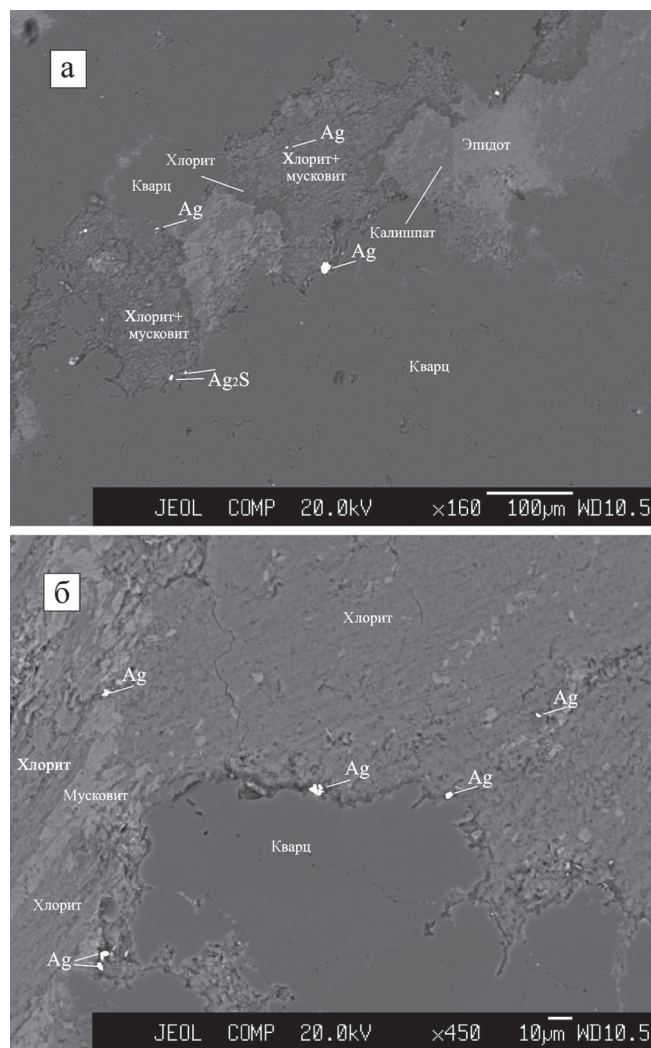 а
Ag
Хлорит
Хлорит+
мусковит
Эпидот
Кварц
Ag
Калишпат
Ag
Хлорит+
мусковит
Кварц
Ag2S
JEOL COMP 20.0kV ×160 100µm WD10.5
б
Хлорит
Ag
Ag
Хлорит
Ag
Ag
Мусковит
Кварц
Хлорит
Ag
JEOL COMP 20.0kV ×450 10µm WD10.5